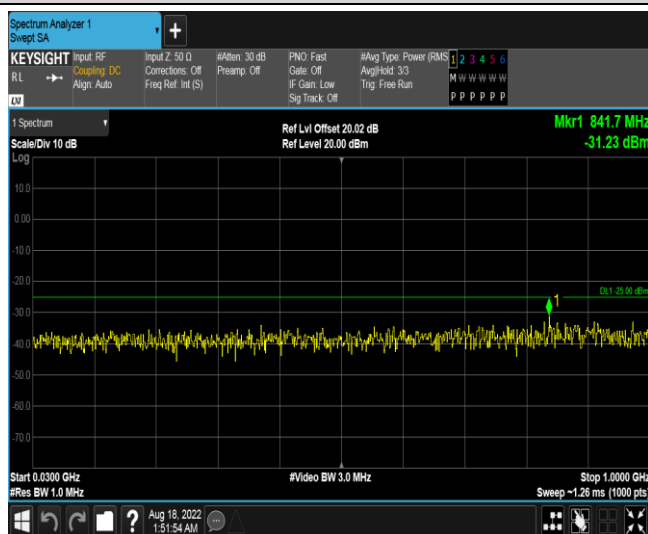 Spectrum Analyzer 1
Swept SA
+
KEYSIGHT
RL
LXI
Input: RF
Coupling: DC
Align: Auto
Input Z: 50 Ω
Corrections: Off
Freq Ref: Int (S)
#Atten: 30 dB
Preamp: Off
PNO: Fast
Gate: Off
IF Gain: Low
Sig Track: Off
#Avg Type: Power (RMS
Avg|Hold: 3/3
Trig: Free Run
1 2 3 4 5 6
M W W W W W
P P P P P P
1 Spectrum
Scale/Div 10 dB
Log
Ref Lvl Offset 20.02 dB
Ref Level 20.00 dBm
Mkr1 841.7 MHz
-31.23 dBm
10.0
0.00
-10.0
-20.0
-30.0
-40.0
-50.0
-60.0
-70.0
DL1 -25.00 dBm
1
Start 0.0300 GHz
#Res BW 1.0 MHz
#Video BW 3.0 MHz
Stop 1.0000 GHz
Sweep ~1.26 ms (1000 pts)
?
Aug 18, 2022
1:51:54 AM